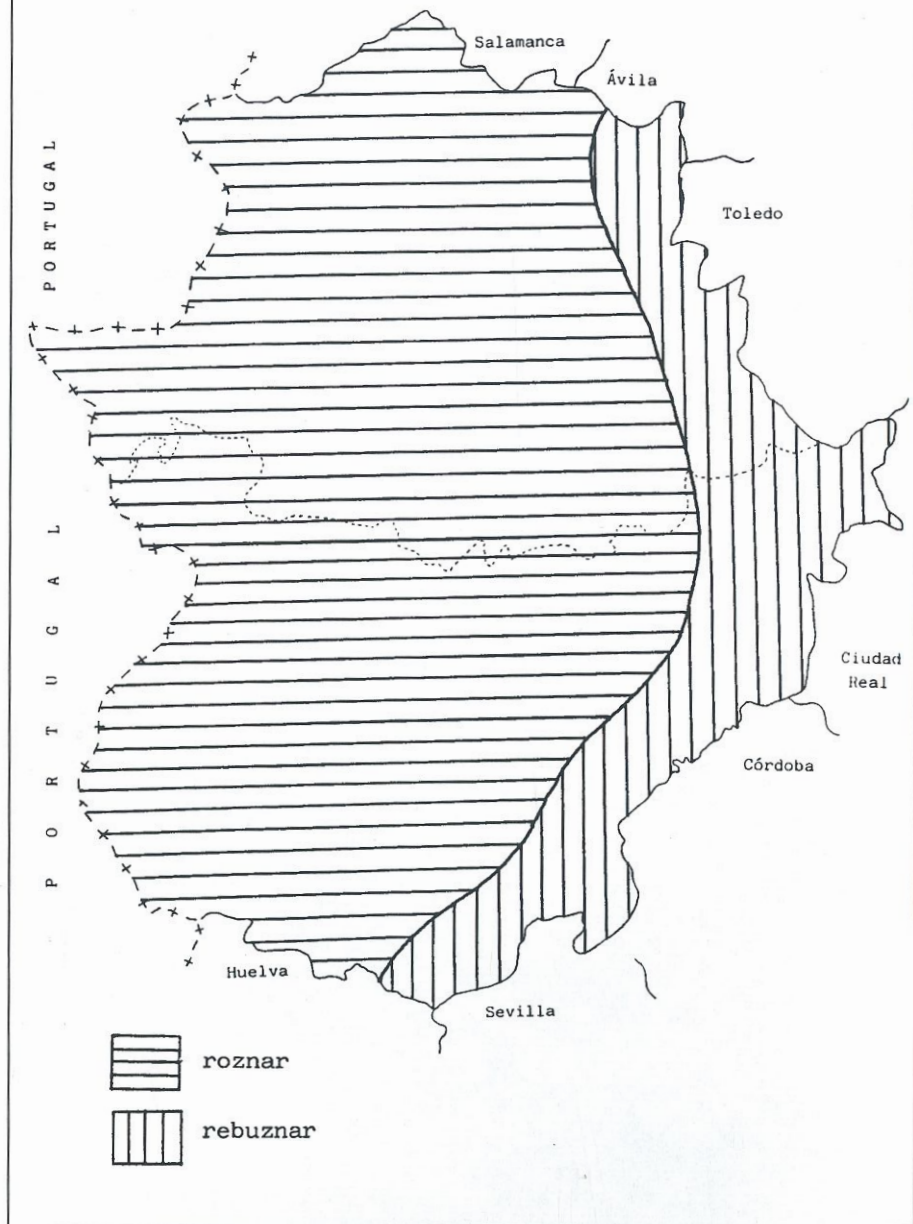 Salamanca
Ávila
PORTUGAL
Toledo
PORTUGAL
Ciudad
Real
Córdoba
Huelva
Sevilla
roznar
rebuznar